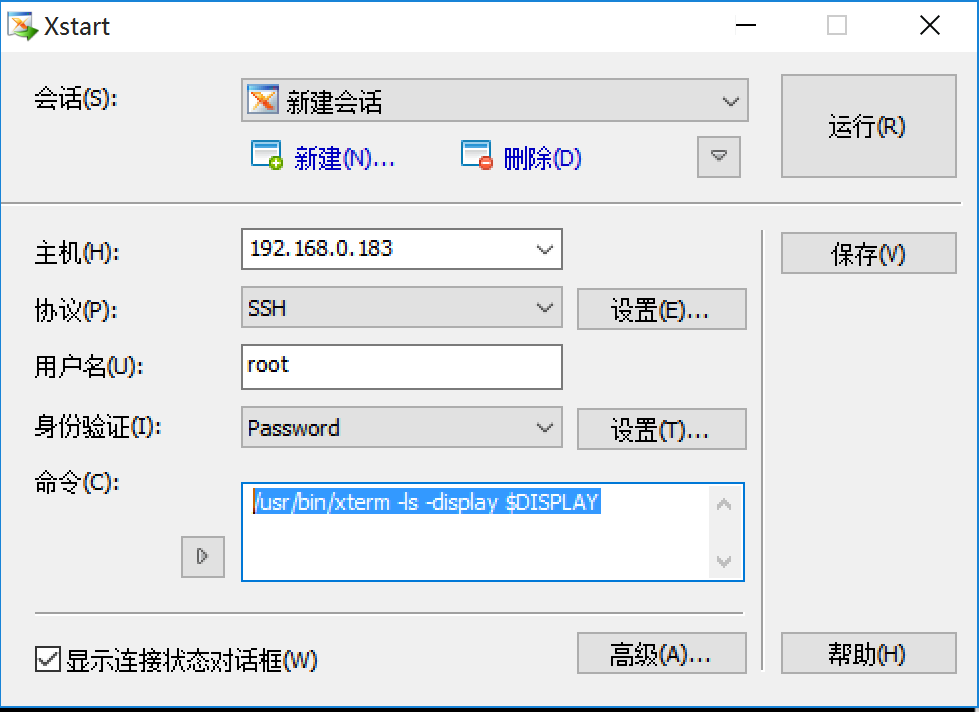 Xstart
会话(S):
新建会话
运行(R)
新建(N)...
删除(D)
主机(H):
192.168.0.183
保存(V)
协议(P):
SSH
设置(E)...
用户名(U):
root
身份验证(I):
Password
设置(T)...
命令(C):
/usr/bin/xterm -ls -display $DISPLAY
显示连接状态对话框(W)
高级(A)...
帮助(H)